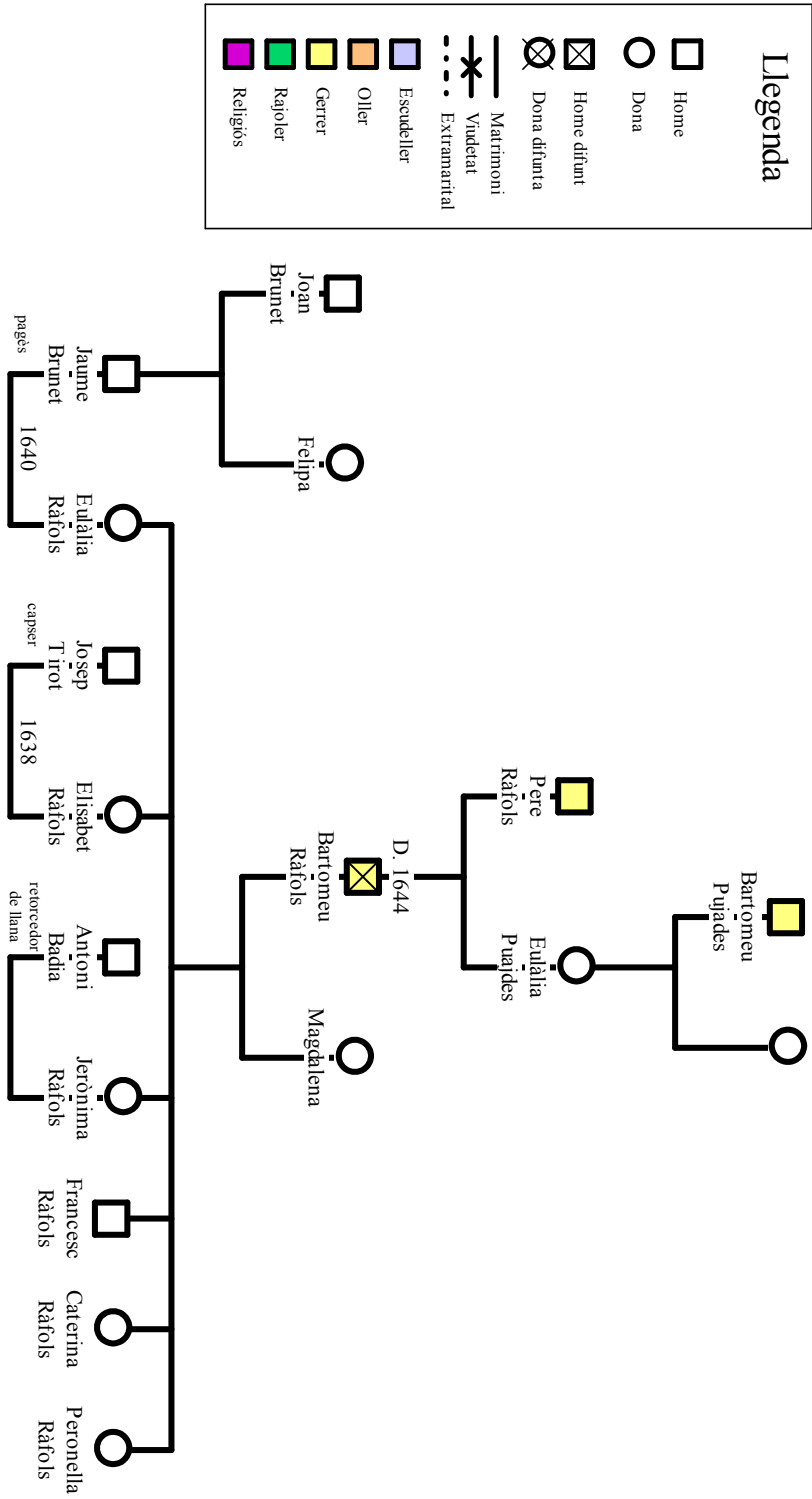 Llegenda
Home
Dona
Home difunt
Dona difunta
Matrimoni
Viudetat
Extramarital
Escudeller
Oller
Gerrer
Rajoler
Religiós
Bartomeu
Pujades
Pere
Ràfols
Eulàlia
Puajdes
D. 1644
Joan
Brunet
Felipa
Bartomeu
Ràfols
Magdalena
Jaume
Brunet
pagès
1640
Eulàlia
Ràfols
Josep
Tirot
capser
1638
Elisabet
Ràfols
Antoni
Badia
retorcedor
de llana
Jerònima
Ràfols
Francesc
Ràfols
Caterina
Ràfols
Peronella
Ràfols